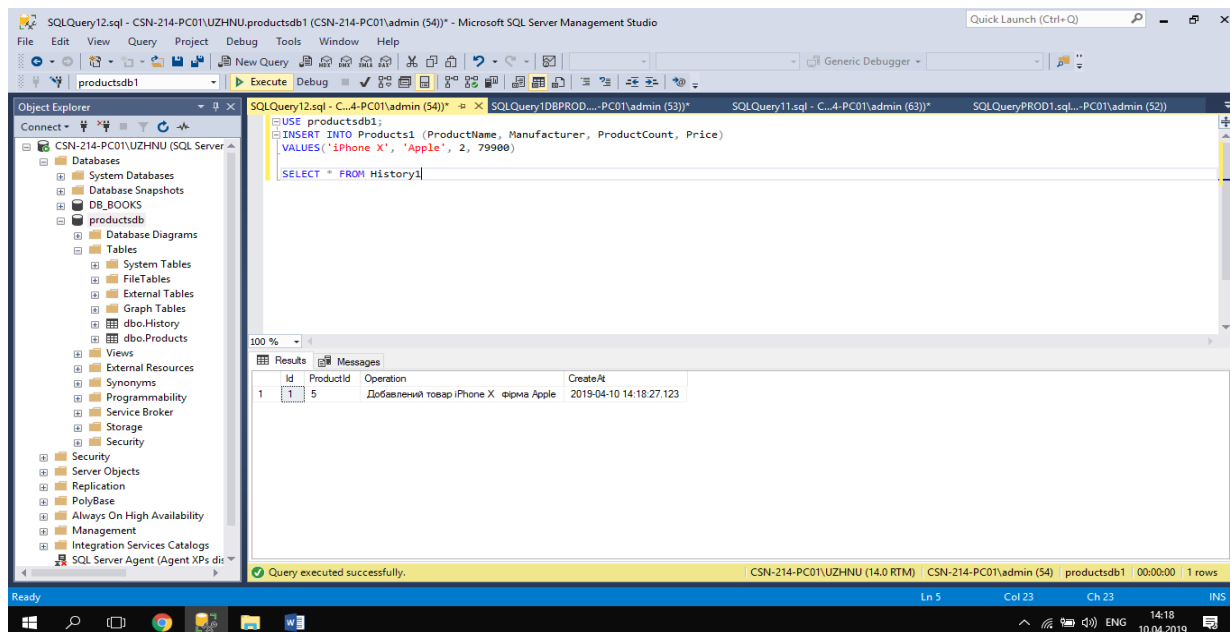 SQLQuery12.sql - CSN-214-PC01\UZHNU.productsdb1 (CSN-214-PC01\admin (54))* - Microsoft SQL Server Management Studio
Quick Launch (Ctrl+Q)
File Edit View Query Project Debug Tools Window Help
New Query
Generic Debugger
productsdb1
Execute Debug
Object Explorer
Connect
CSN-214-PC01\UZHNU (SQL Server
Databases
System Databases
Database Snapshots
DB_BOOKS
productsdb
Database Diagrams
Tables
System Tables
FileTables
External Tables
Graph Tables
dbo.History
dbo.Products
Views
External Resources
Synonyms
Programmability
Service Broker
Storage
Security
Security
Server Objects
Replication
PolyBase
Always On High Availability
Management
Integration Services Catalogs
SQL Server Agent (Agent XPs dis
SQLQuery12.sql - C...4-PC01\admin (54))* SQLQuery1DBPROD....-PC01\admin (53))* SQLQuery11.sql - C...4-PC01\admin (63))* SQLQueryPROD1.sql...-PC01\admin (52))
USE productsdb1;
INSERT INTO Products1 (ProductName, Manufacturer, ProductCount, Price)
VALUES('iPhone X', 'Apple', 2, 79900)
SELECT * FROM History1
100 %
Results Messages
Id ProductId Operation CreateAt
1 1 5 Добавлений товар iPhone X фірма Apple 2019-04-10 14:18:27.123
Query executed successfully.
CSN-214-PC01\UZHNU (14.0 RTM) CSN-214-PC01\admin (54) productsdb1 00:00:00 1 rows
Ready Ln 5 Col 23 Ch 23 INS
ENG
14:18
10.04.2019